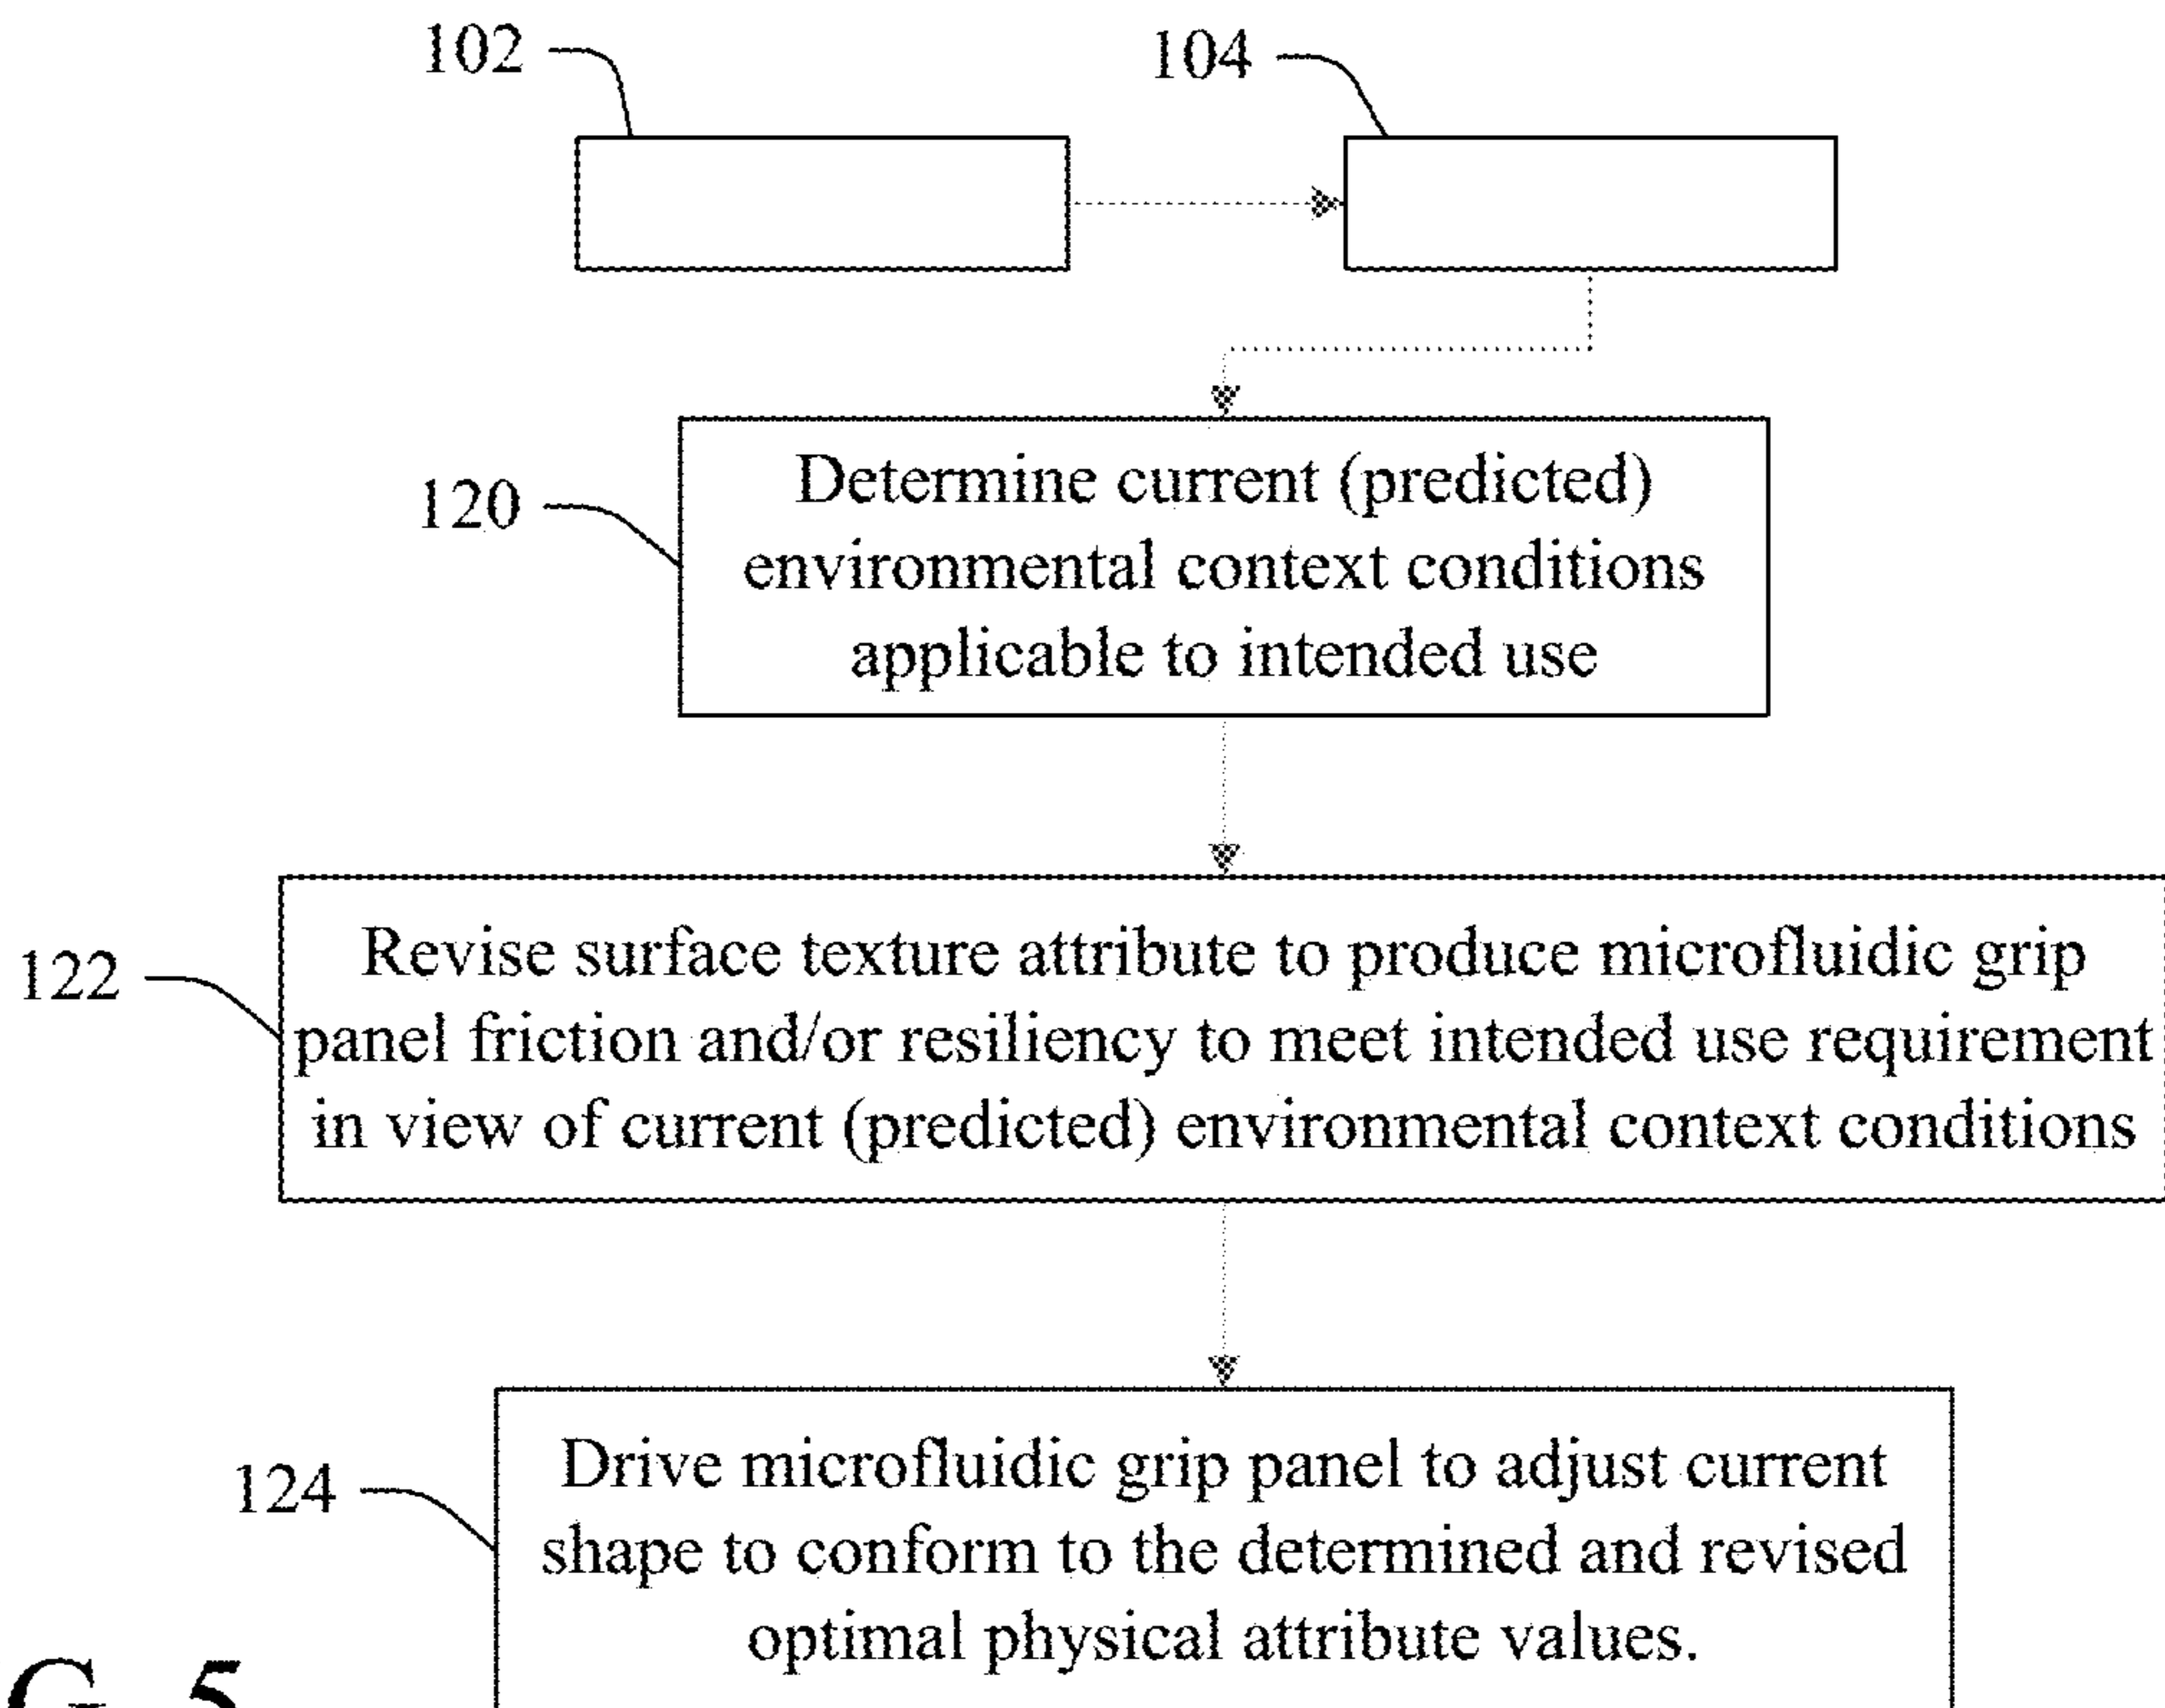 102
104
120
Determine current (predicted)
environmental context conditions
applicable to intended use
122
Revise surface texture attribute to produce microfluidic grip
panel friction and/or resiliency to meet intended use requirement
in view of current (predicted) environmental context conditions
124
Drive microfluidic grip panel to adjust current
shape to conform to the determined and revised
optimal physical attribute values.
G. 5